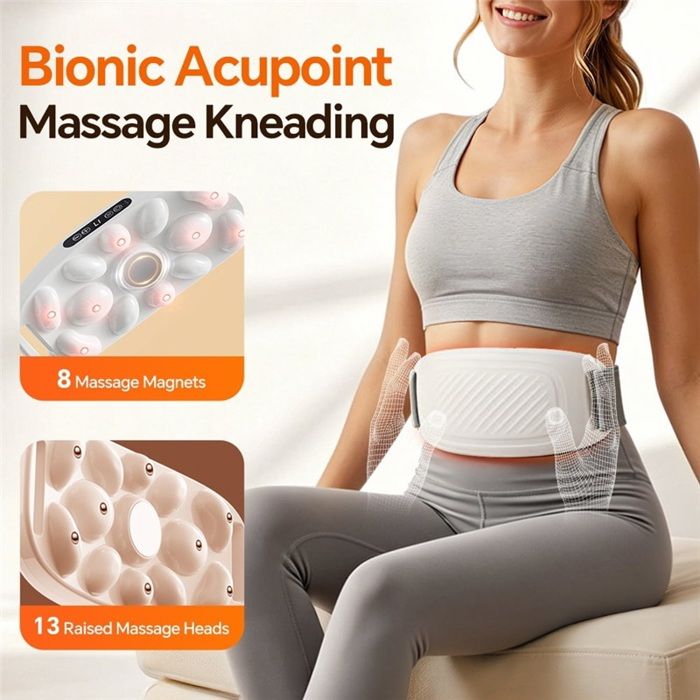 Bionic Acupoint
Massage Kneading
8 Massage Magnets
13 Raised Massage Heads